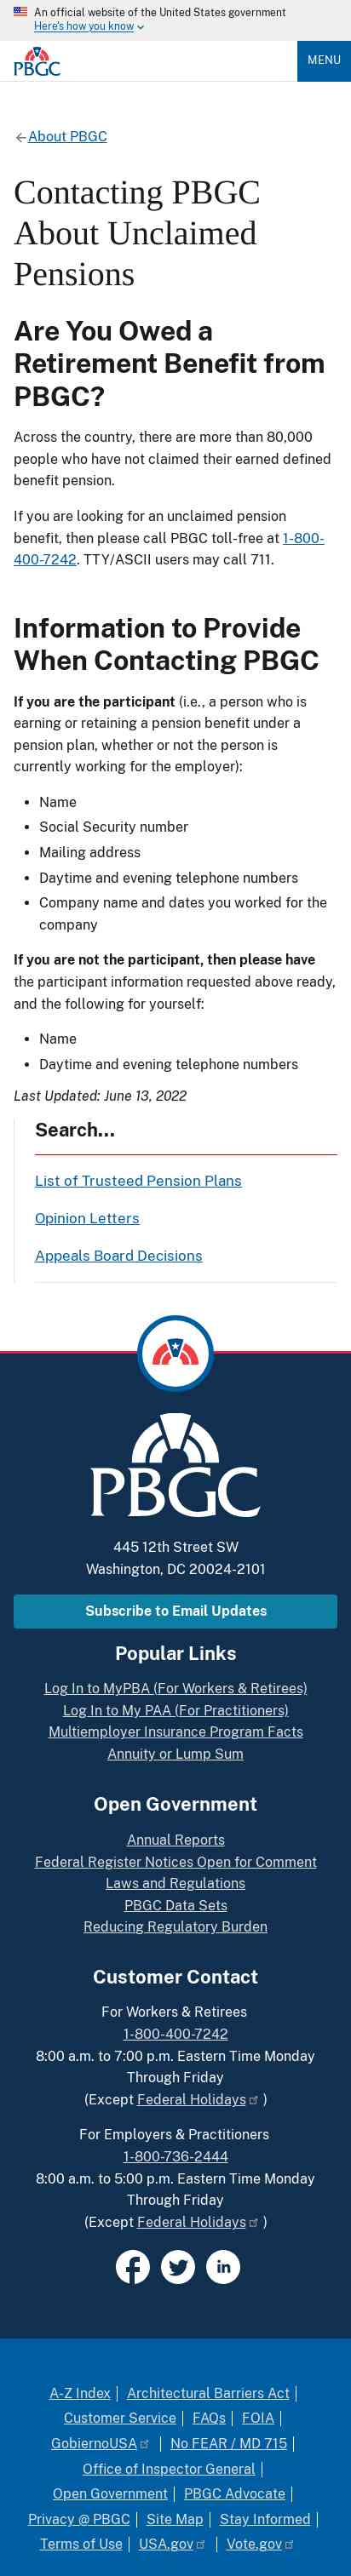 An official website of the United States government
Here's how you know
PBGC
MENU
About PBGC
Contacting PBGC
About Unclaimed
Pensions
Are You Owed a
Retirement Benefit from
PBGC?
Across the country, there are more than 80,000
people who have not claimed their earned defined
benefit pension.
If you are looking for an unclaimed pension
benefit, then please call PBGC toll-free at 1-800-
400-7242. TTY/ASCII users may call 711.
Information to Provide
When Contacting PBGC
If you are the participant (i.e., a person who is
earning or retaining a pension benefit under a
pension plan, whether or not the person is
currently working for the employer):
• Name
• Social Security number
• Mailing address
• Daytime and evening telephone numbers
• Company name and dates you worked for the
company
If you are not the participant, then please have
the participant information requested above ready,
and the following for yourself:
• Name
• Daytime and evening telephone numbers
Last Updated: June 13, 2022
Search...
List of Trusteed Pension Plans
Opinion Letters
Appeals Board Decisions
PBGC
445 12th Street SW
Washington, DC 20024-2101
Subscribe to Email Updates
Popular Links
Log In to MyPBA (For Workers & Retirees)
Log In to My PAA (For Practitioners)
Multiemployer Insurance Program Facts
Annuity or Lump Sum
Open Government
Annual Reports
Federal Register Notices Open for Comment
Laws and Regulations
PBGC Data Sets
Reducing Regulatory Burden
Customer Contact
For Workers & Retirees
1-800-400-7242
8:00 a.m. to 7:00 p.m. Eastern Time Monday
Through Friday
(Except Federal Holidays )
For Employers & Practitioners
1-800-736-2444
8:00 a.m. to 5:00 p.m. Eastern Time Monday
Through Friday
(Except Federal Holidays )
A-Z Index | Architectural Barriers Act |
Customer Service | FAQs | FOIA |
GobiernoUSA | No FEAR / MD 715 |
Office of Inspector General |
Open Government | PBGC Advocate |
Privacy @ PBGC | Site Map | Stay Informed |
Terms of Use | USA.gov | Vote.gov